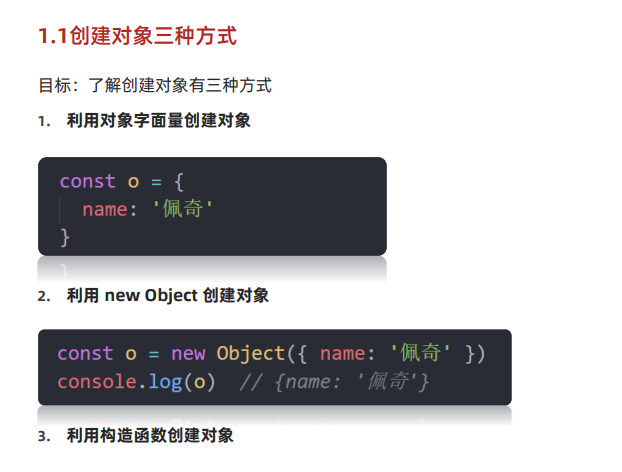 1.1创建对象三种方式
目标：了解创建对象有三种方式
1. 利用对象字面量创建对象
const o = {
  name: '佩奇'
}
2. 利用 new Object 创建对象
const o = new Object({ name: '佩奇' })
console.log(o)  // {name: '佩奇'}
3. 利用构造函数创建对象